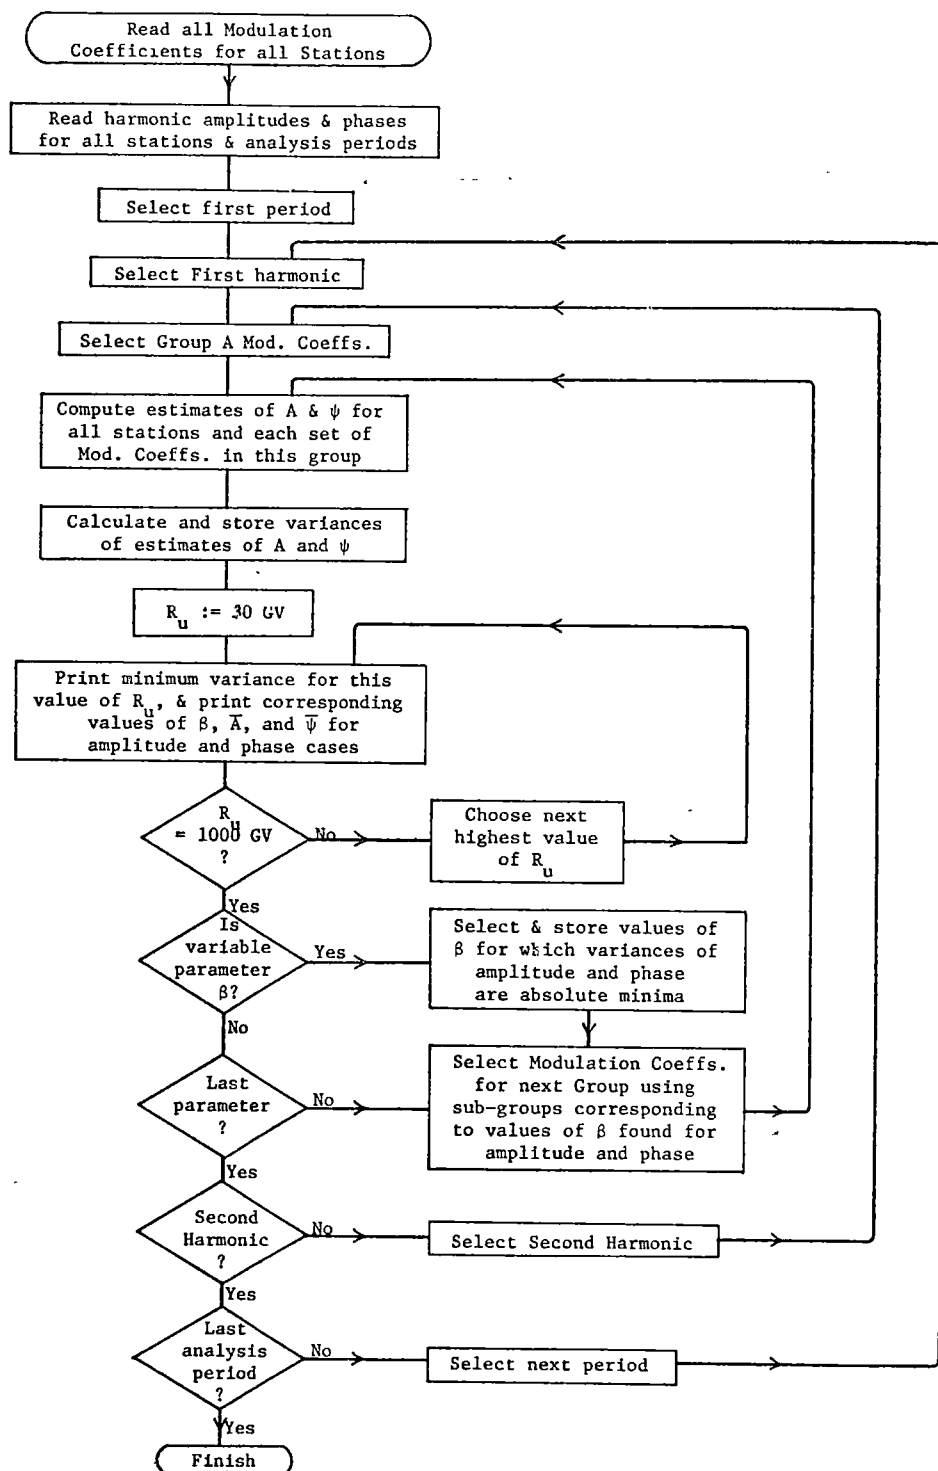 Read all Modulation
Coefficients for all Stations
Read harmonic amplitudes & phases
for all stations & analysis periods
Select first period
Select First harmonic
Select Group A Mod. Coeffs.
Compute estimates of A & ψ for
all stations and each set of
Mod. Coeffs. in this group
Calculate and store variances
of estimates of A and ψ
R_u := 30 GV
Print minimum variance for this
value of R_u, & print corresponding
values of β, A̅, and ψ̅ for
amplitude and phase cases
R_u
= 1000 GV
?
No
Choose next
highest value
of R_u
Yes
Is
variable
parameter
β?
Yes
Select & store values of
β for which variances of
amplitude and phase
are absolute minima
No
Last
parameter
?
No
Select Modulation Coeffs.
for next Group using
sub-groups corresponding
to values of β found for
amplitude and phase
Yes
Second
Harmonic
?
No
Select Second Harmonic
Yes
Last
analysis
period
?
No
Select next period
Yes
Finish